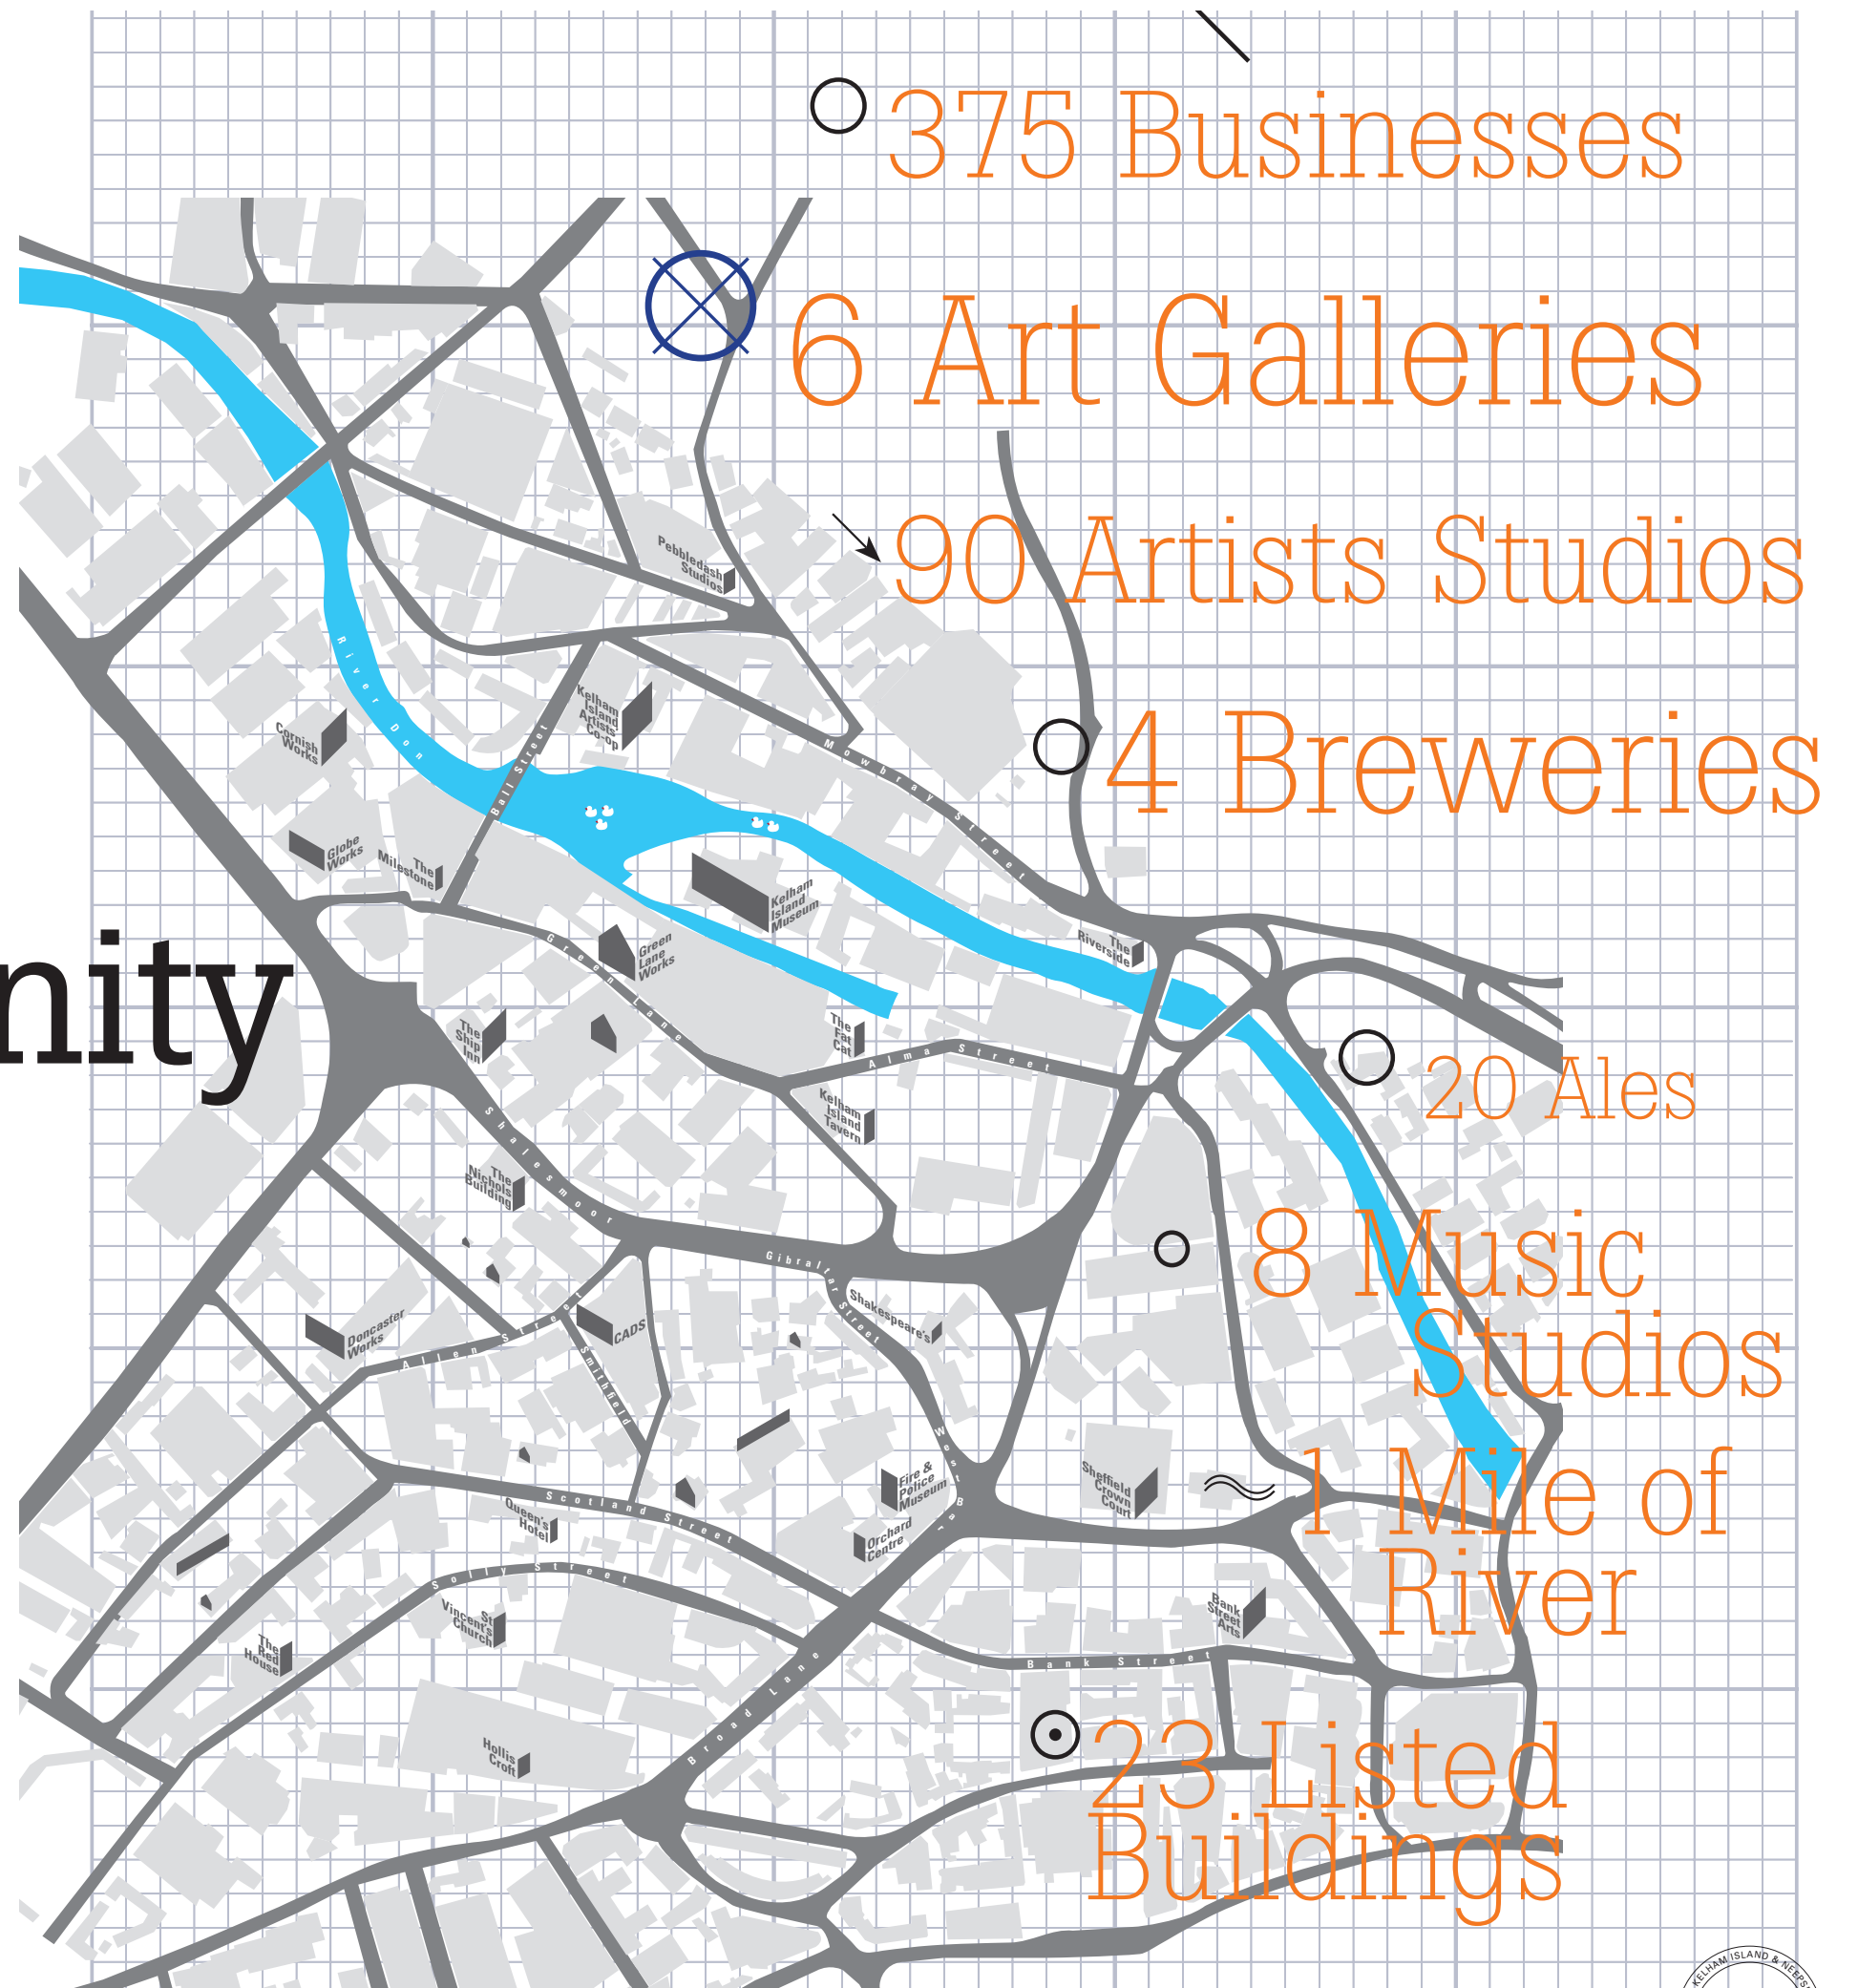 375 Businesses
6 Art Galleries
90 Artists Studios
Pebbledash
Studios
River Don
Kelham
Island
Artists'
Co-op
4 Breweries
Cornish
Works
Ball Street
Mowbray Street
Globe
Works
The
Milestone
Kelham
Island
Museum
The
Riverside
Green
Lane
Works
Green Lane
nity
The
Ship
Inn
The
Fat
Cat
Alma Street
20 Ales
Kelham
Island
Tavern
Shalesmoor
The
Nichols
Building
8 Music
Studios
Gibraltar Street
Shakespeare's
Doncaster
Works
CADS
Allen Street
Smithfield
West Bar
Fire &
Police
Museum
Sheffield
Crown
Court
1 Mile of
River
Scotland Street
Queen's
Hotel
Orchard
Centre
Solly Street
St
Vincent's
Church
Bank
Street
Arts
The
Red
House
Bank Street
Broad Lane
Hollis
Croft
23 Listed
Buildings
KELHAM ISLAND & NEEPS